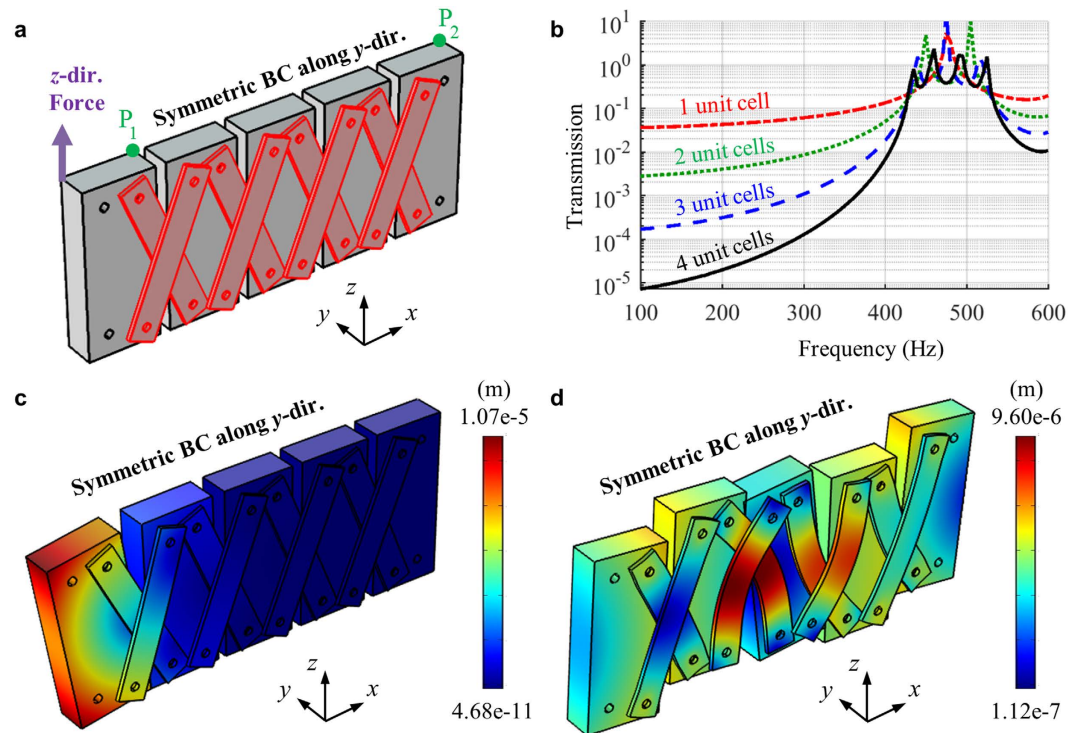 a
P1
P2
Symmetric BC along y-dir.
z-dir.
Force
z
y
x
b
Transmission
10^1
10^0
10^-1
10^-2
10^-3
10^-4
10^-5
1 unit cell
2 unit cells
3 unit cells
4 unit cells
100 200 300 400 500 600
Frequency (Hz)
c
Symmetric BC along y-dir.
(m)
1.07e-5
4.68e-11
z
y
x
d
Symmetric BC along y-dir.
(m)
9.60e-6
1.12e-7
z
y
x